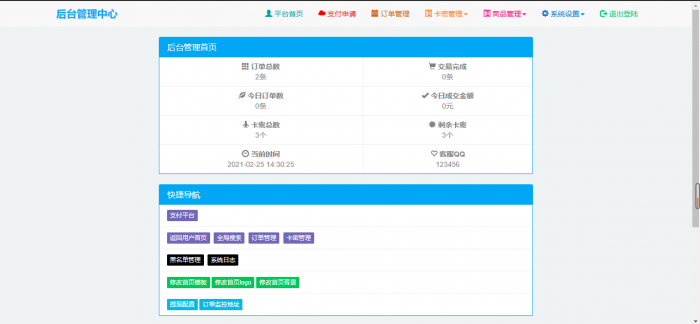 后台管理中心 平台首页 支付申请 订单管理 卡密管理 商品管理 系统设置 退出登陆
后台管理首页
订单总数 交易完成
2条 0条
今日订单数 今日成交金额
0条 0元
卡密总数 剩余卡密
3个 3个
当前时间 客服QQ
2021-02-25 14:30:25 123456
快捷导航
支付平台
返回用户首页 全局搜索 订单管理 卡密管理
黑名单管理 系统日志
修改首页模板 修改首页logo 修改首页背景
提现配置 订单监控地址